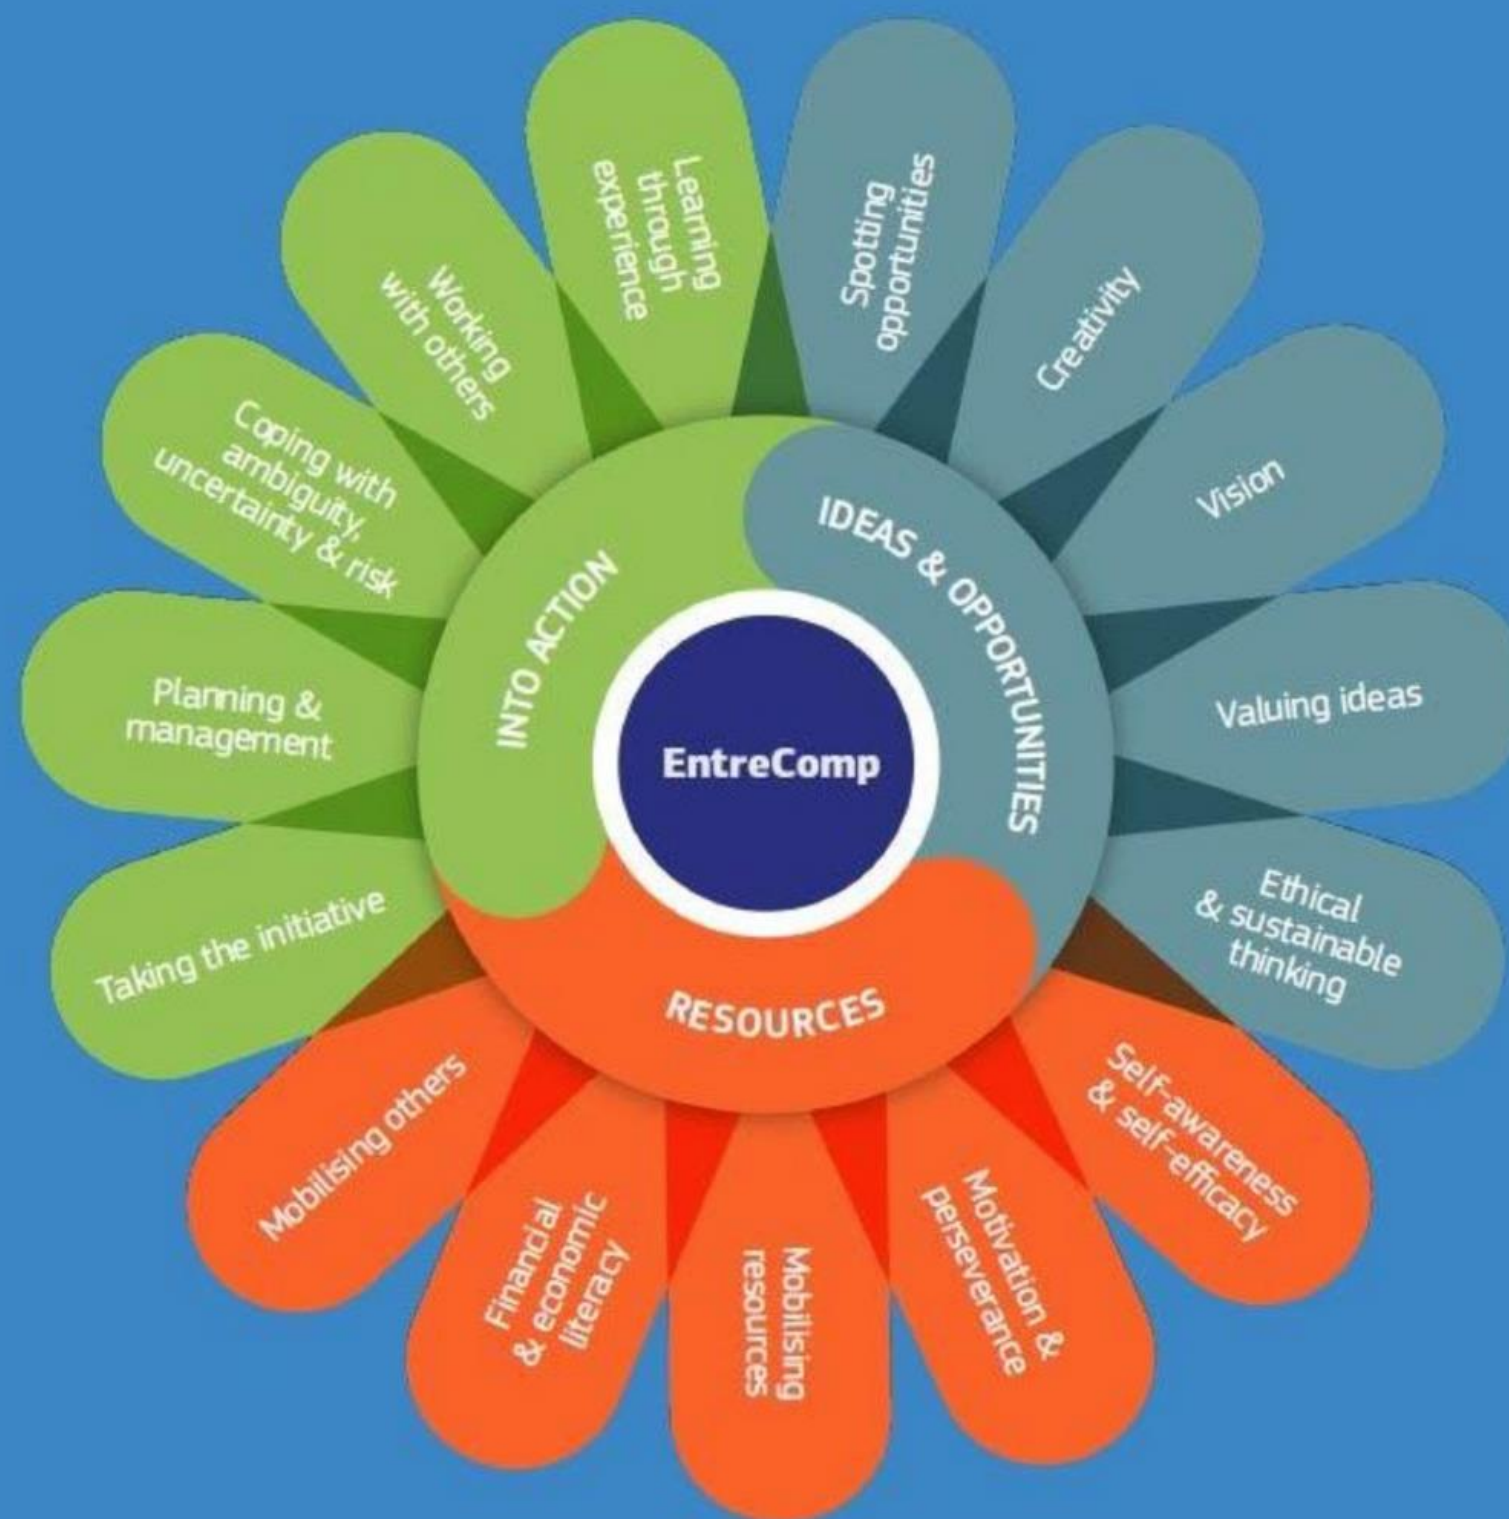 EntreComp
IDEAS & OPPORTUNITIES
Spotting
opportunities
Creativity
Vision
Valuing ideas
Ethical
& sustainable
thinking
RESOURCES
Self-awareness
& self-efficacy
Motivation &
perseverance
Mobilising
resources
Financial
& economic
literacy
Mobilising others
INTO ACTION
Taking the initiative
Planning &
management
Coping with
ambiguity,
uncertainty & risk
Working
with others
Learning
through
experience